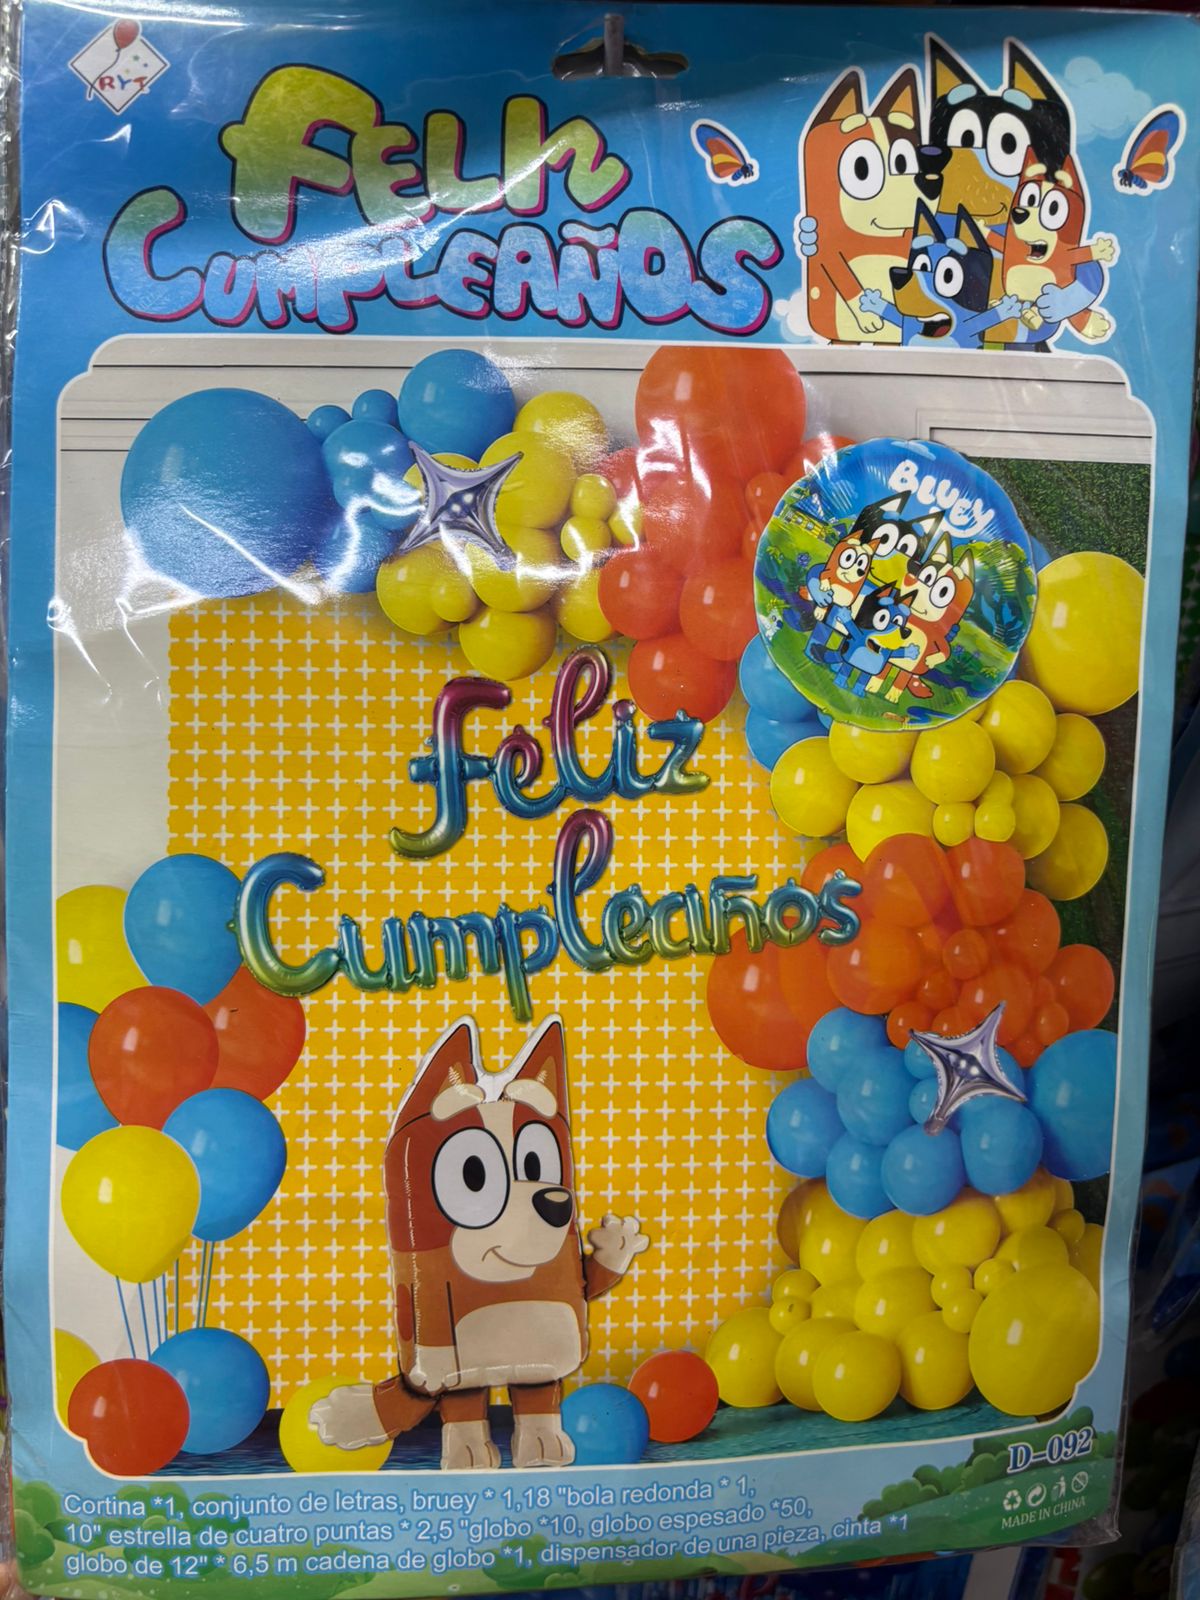 RYT
FELIZ
CUMPLEAÑOS
BLUEY
feliz
Cumpleaños
D-092
MADE IN CHINA
Cortina *1, conjunto de letras, bruey * 1,18 "bola redonda * 1,
10" estrella de cuatro puntas * 2,5 "globo *10, globo espesado *50,
globo de 12" * 6,5 m cadena de globo *1, dispensador de una pieza, cinta *1